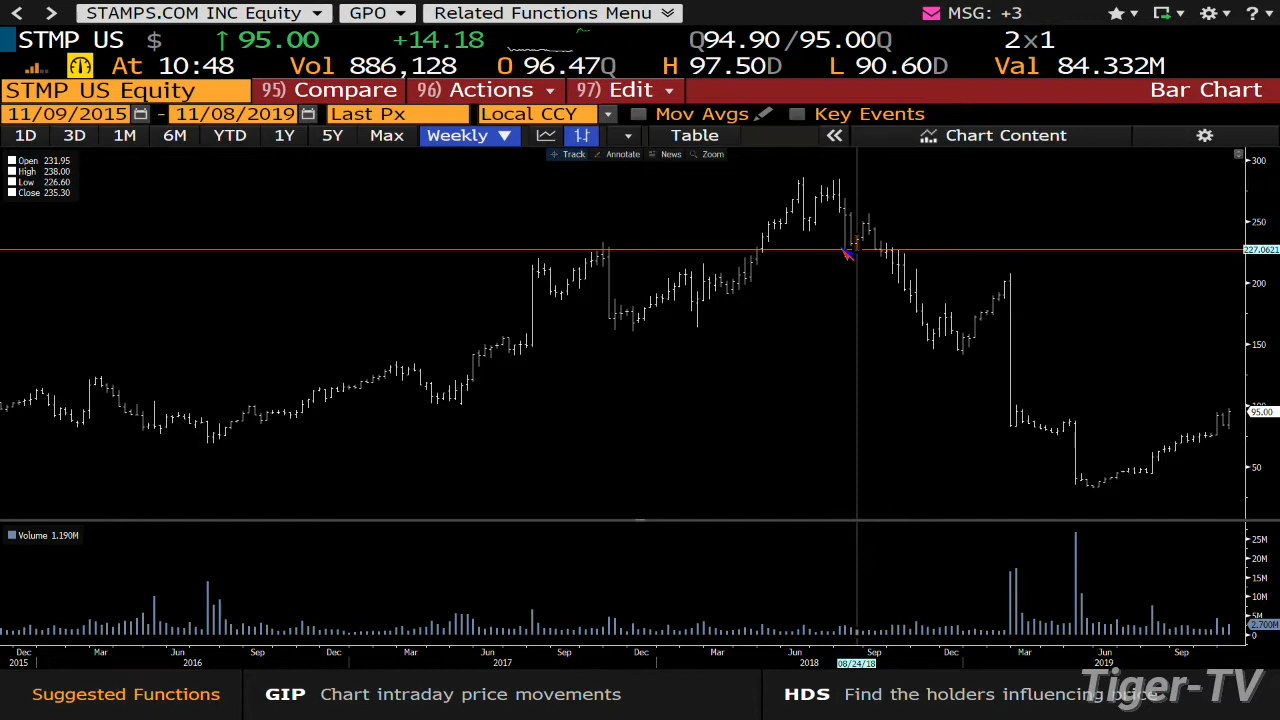 STAMPS.COM INC Equity GPO Related Functions Menu MSG: +3
STMP US $ ↑ 95.00 +14.18 Q94.90/95.00Q 2x1
At 10:48 Vol 886,128 O 96.47Q H 97.50D L 90.60D Val 84.332M
STMP US Equity 95) Compare 96) Actions 97) Edit Bar Chart
11/09/2015 - 11/08/2019 Last Px Local CCY Mov Avgs Key Events
1D 3D 1M 6M YTD 1Y 5Y Max Weekly ▼ Table Chart Content
Track Annotate News Zoom
Open 231.95
High 238.00
Low 226.60
Close 235.30
300
250
227.0621
200
150
100
95.00
50
Volume 1.190M
25M
20M
15M
10M
5M
2.700M
0
Dec Mar Jun Sep Dec Mar Jun Sep Dec Mar Jun Sep Dec Mar Jun Sep
2015 2016 2017 2018 08/24/18 2019
Suggested Functions GIP Chart intraday price movements HDS Find the holders influencing price
Tiger-TV